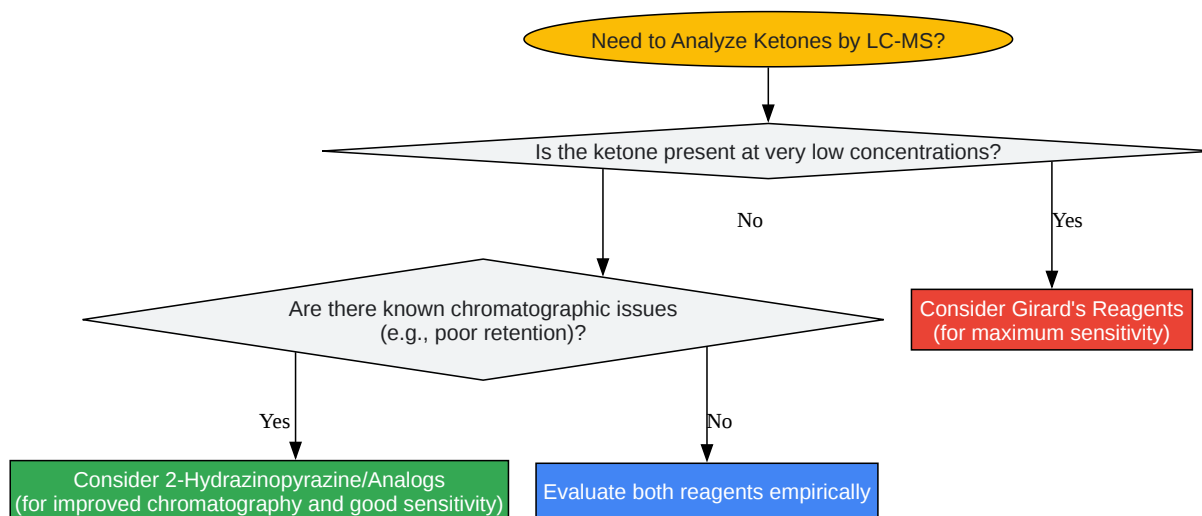 Need to Analyze Ketones by LC-MS?
Is the ketone present at very low concentrations?
No
Yes
Are there known chromatographic issues
(e.g., poor retention)?
Consider Girard's Reagents
(for maximum sensitivity)
Yes
No
Consider 2-Hydrazinopyrazine/Analogs
(for improved chromatography and good sensitivity)
Evaluate both reagents empirically